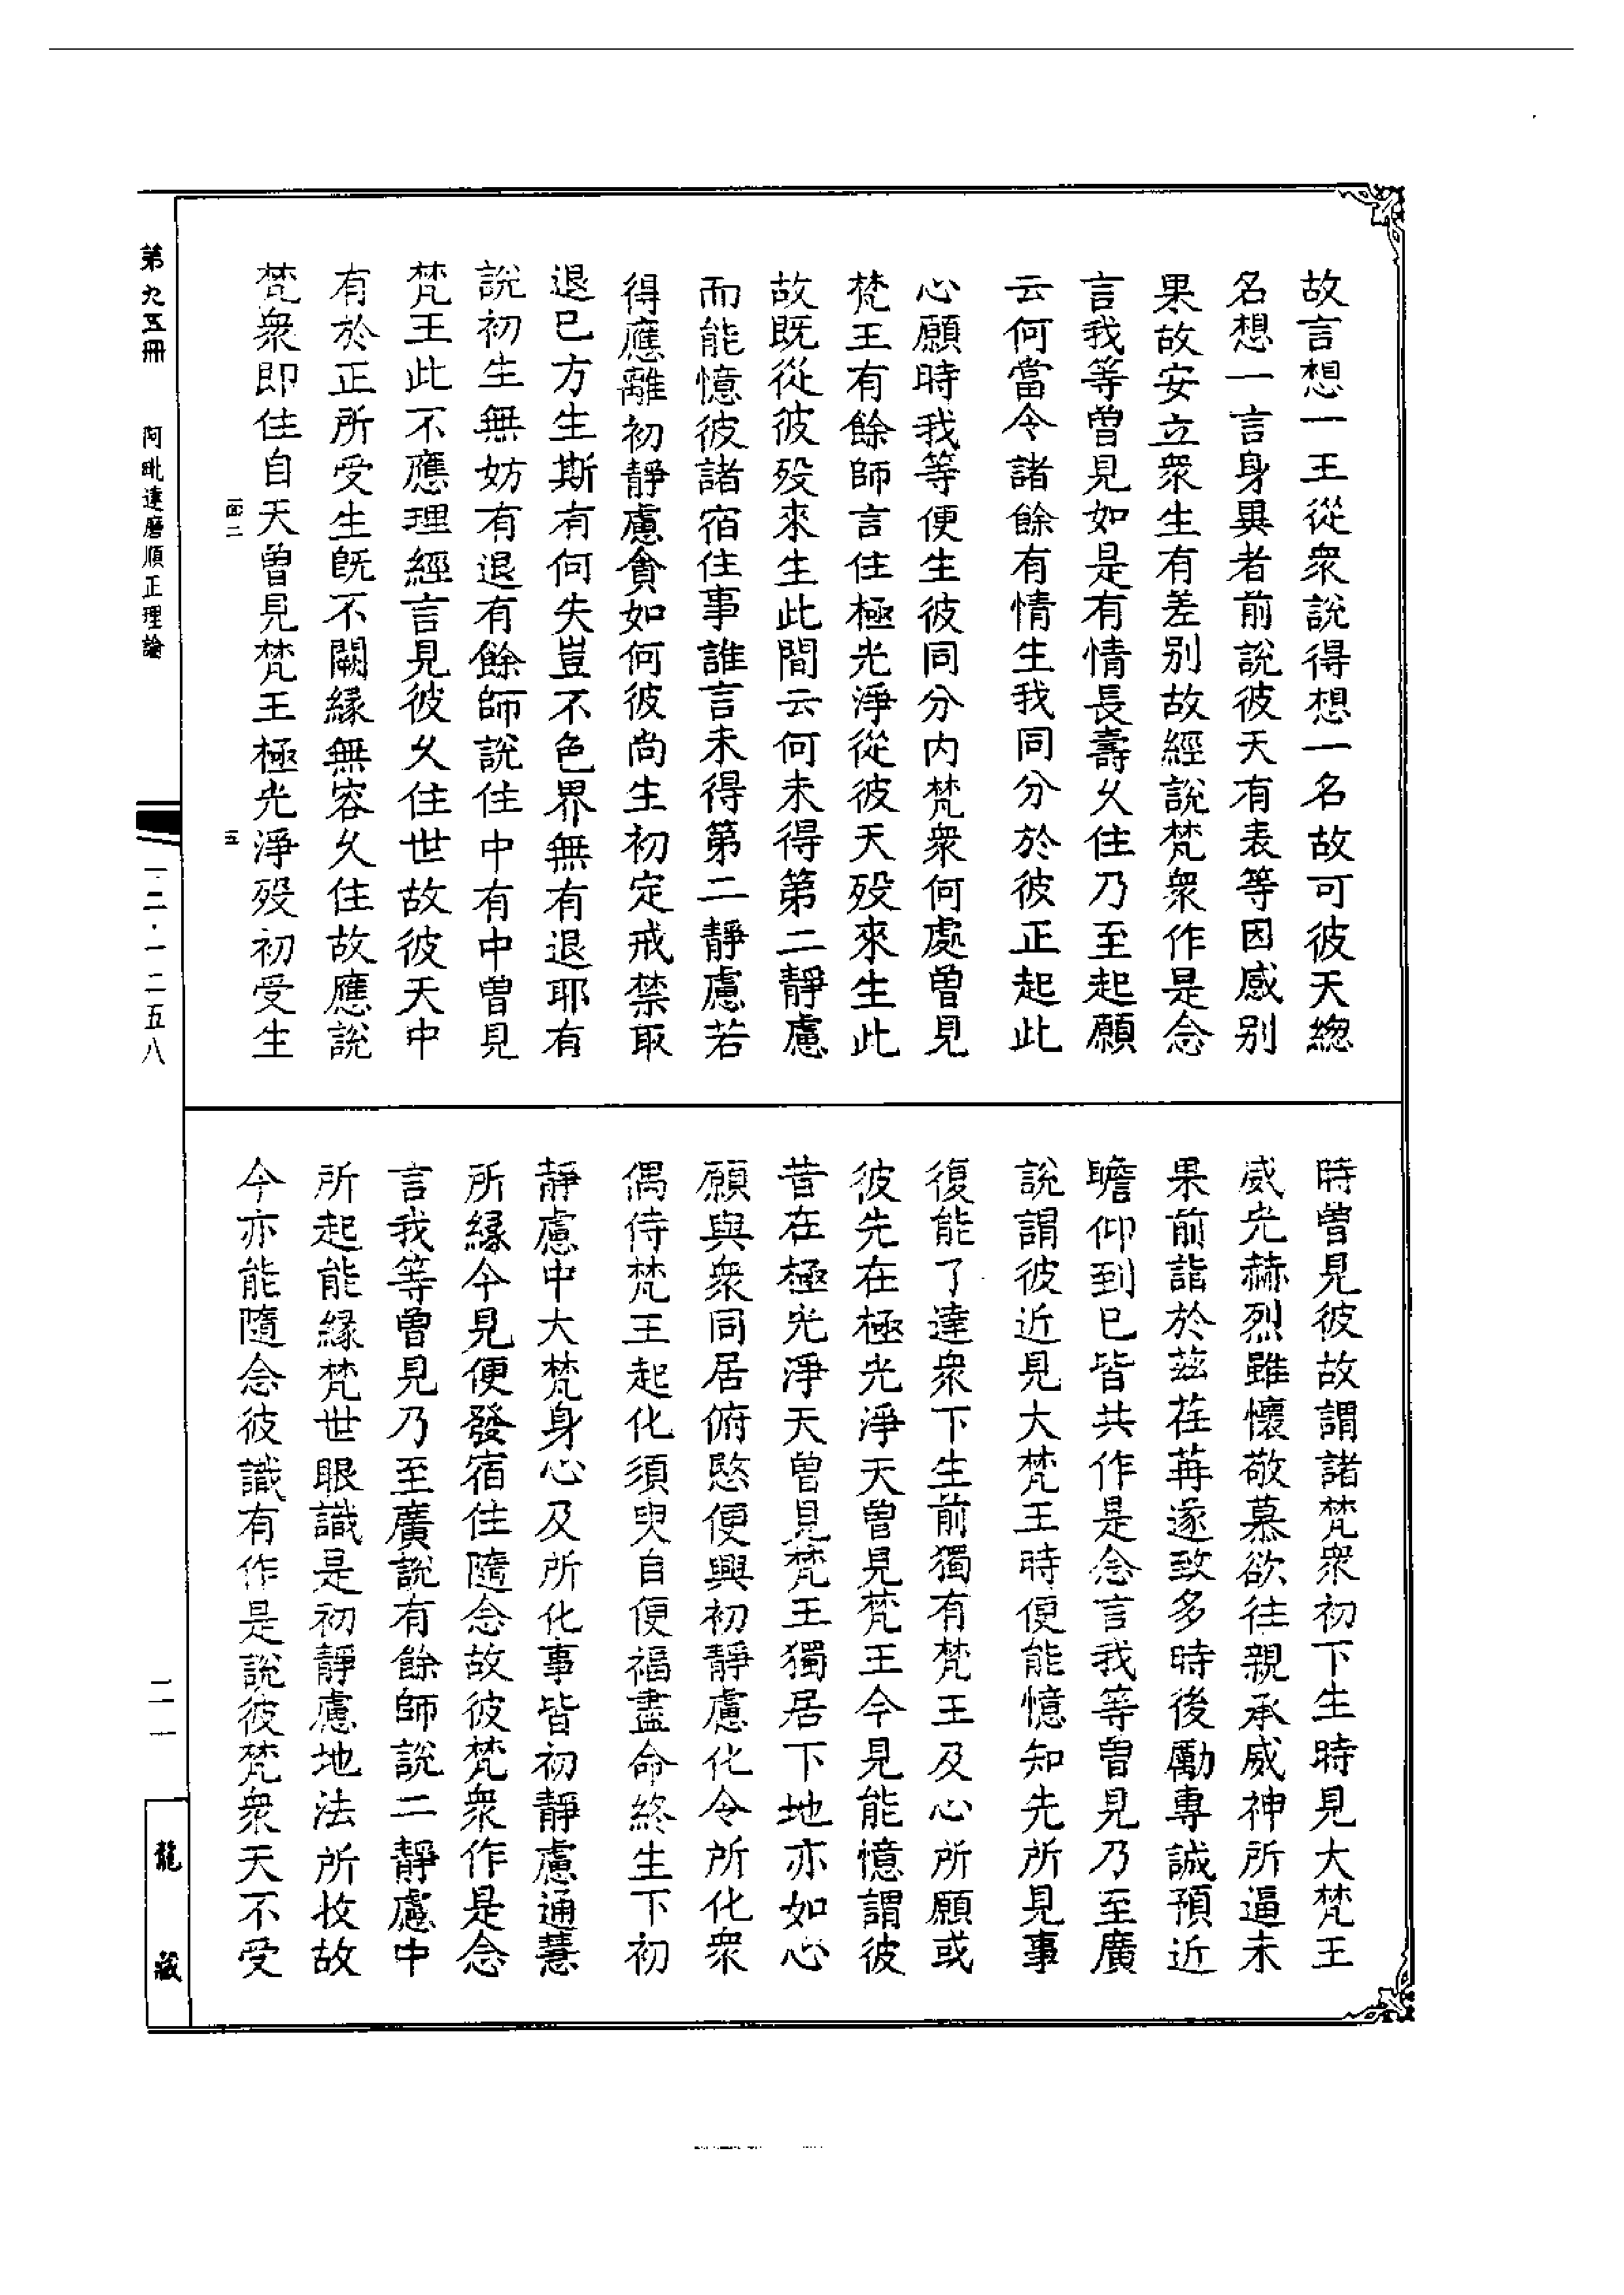 故言想一王從衆說得想一名故可彼天緫
名想一言身異者前說彼天有表等因感别
果故安立衆生有差别故經說梵衆作是念
言我等曾見如是有情長壽乆住乃至起願
云何當令諸餘有情生我同分於彼正起此
心願時我等便生彼同分内梵衆何處曾見
梵王有餘師言住極光淨從彼天殁來生此
故既從彼彼殁來生此間云何未得第二靜慮
而能憶彼諸宿住事誰言未得第二靜慮若
得應離初靜慮貪如何彼尚生初定戒禁取
退已方生斯有何失豈不色界無有退耶有
說初生無妨有退有餘師說住中有中曾見
梵王此不應理經言見彼乆住世故彼天中
有於正所受生旣不闕縁無容乆住故應說
梵衆即住自天曾見梵王極光淨殁初受生
時曾見彼故謂諸梵衆初下生時見大梵王
威光赫烈雖懷敬慕欲往親承威神所逼未
果前詣於茲荏苒遂致多時後勵專誠預近
瞻仰到已皆共作是念言我等曾見乃至廣
說謂彼近見大梵王時便能憶知先所見事
復能了達衆下生前獨有梵王及心所願或
彼先在極光淨天曾見梵王今見能憶謂彼
昔在極光淨天曾見梵王獨居下地亦如心
願與衆同居俯愍便興初靜慮化令所化衆
偶侍梵王起化須臾自便福盡命終生下初
靜慮中大梵身心及所化事皆初靜慮通慧
所縁今見便發宿住隨念故彼梵衆作是念
言我等曾見乃至廣說有餘師說二靜慮中
所起能縁梵世眼識是初靜慮地法所攸故
今亦能隨念彼識有作是說彼梵衆天不受
第九五冊 阿毗達磨順正理論
一二·一二五八
二一
龍藏